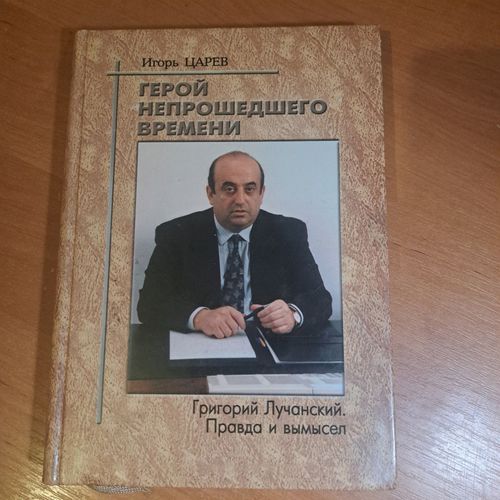 Игорь ЦАРЕВ
ГЕРОЙ
НЕПРОШЕДШЕГО
ВРЕМЕНИ
Григорий Лучанский.
Правда и вымысел